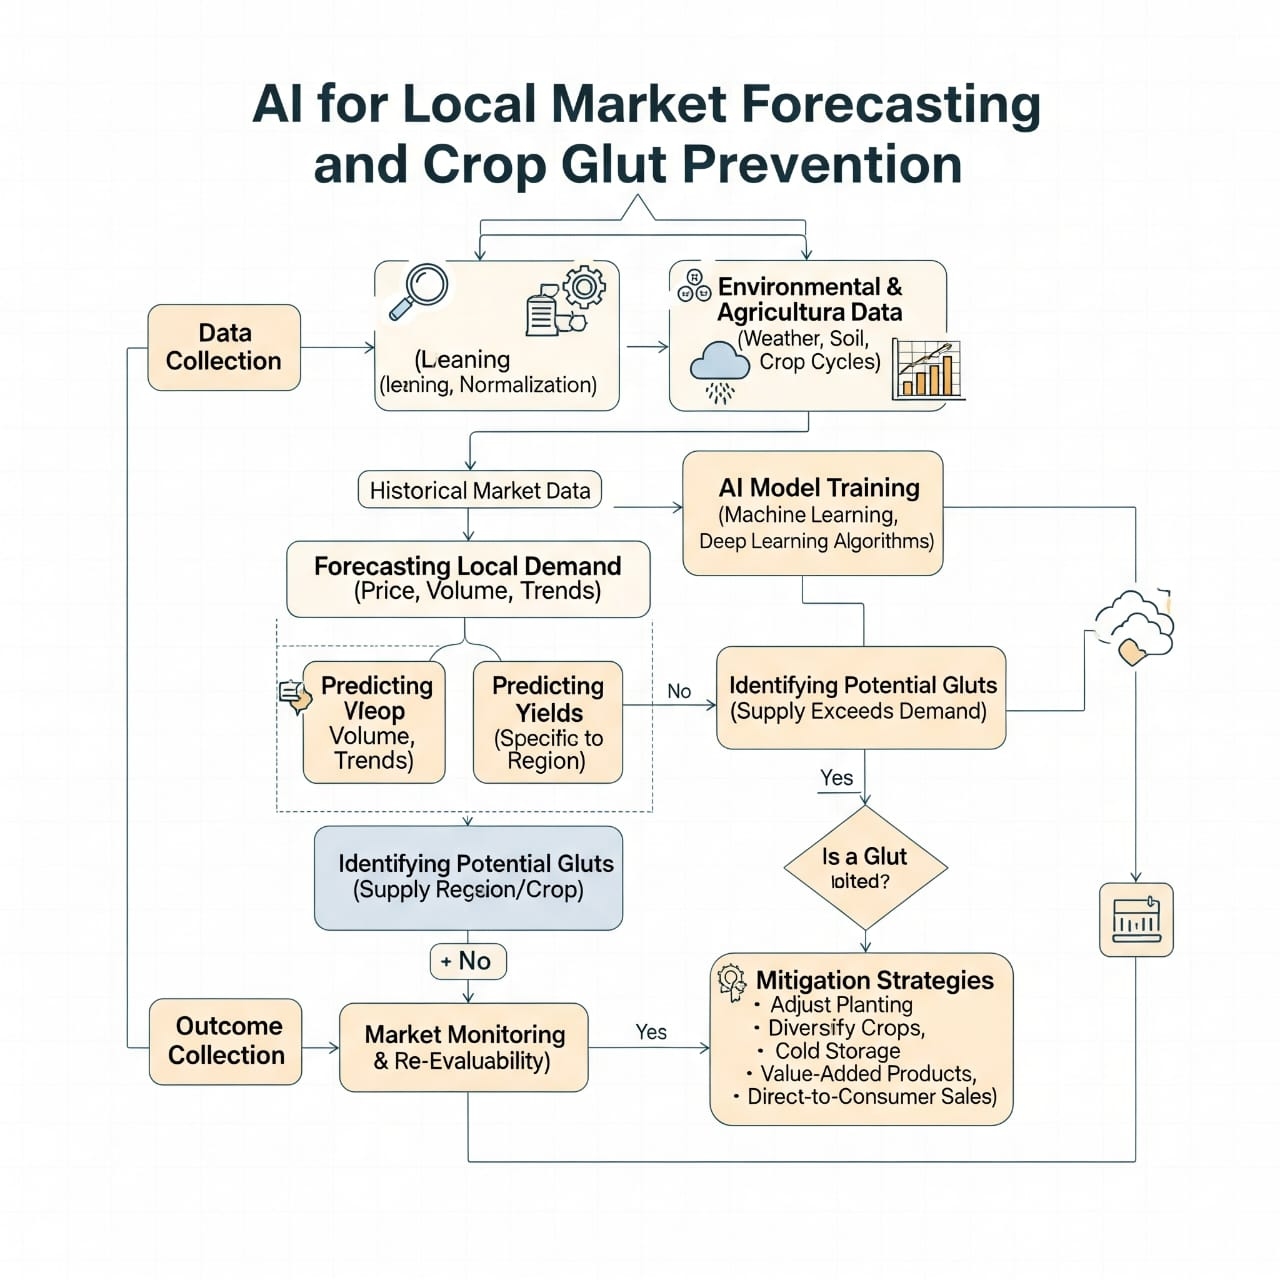 AI for Local Market Forecasting
and Crop Glut Prevention
Data
Collection
(Leaning
(leening, Normalization)
Environmental &
Agricultura Data
(Weather, Soil,
Crop Cycles)
Historical Market Data
AI Model Training
(Machine Learning,
Deep Learning Algorithms)
Forecasting Local Demand
(Price, Volume, Trends)
Predicting
Volume,
Trends)
Predicting
Yields
(Specific to
Region)
No
Identifying Potential Gluts
(Supply Exceeds Demand)
Yes
Identifying Potential Gluts
(Supply
Is a Glut
+ No
Outcome
Collection
Market Monitoring
& Re-Evaluability)
Yes
Mitigation Strategies
• Adjust Planting
• Diversify Crops,
• Cold Storage
• Value-Added Products,
• Direct-to-Consumer Sales)